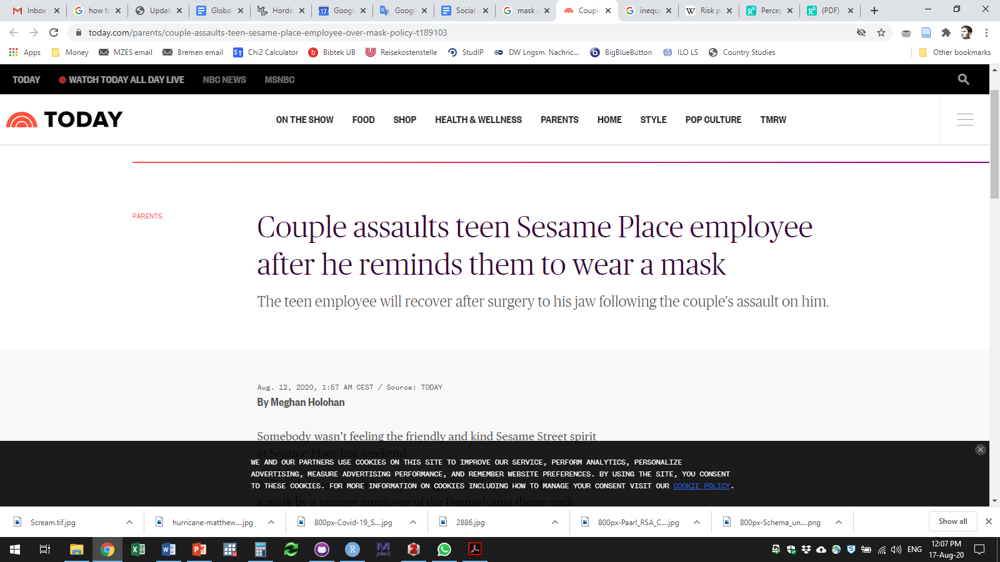 Inbox
how to
Updat
Global
Horde
17 Googl
Googl
Social
mask a
Coupl
inequa
W Risk p
Percep
(PDF)
today.com/parents/couple-assaults-teen-sesame-place-employee-over-mask-policy-t189103
Apps
Money
MZES email
Bremen email
ST Chi2 Calculator
b Bibtek UB
Reisekostenstelle
StudIP
DW Lngsm. Nachric...
b BigBlueButton
ILO LS
Country Studies
Other bookmarks
TODAY
WATCH TODAY ALL DAY LIVE
NBC NEWS
MSNBC
TODAY
ON THE SHOW
FOOD
SHOP
HEALTH & WELLNESS
PARENTS
HOME
STYLE
POP CULTURE
TMRW
PARENTS
Couple assaults teen Sesame Place employee
after he reminds them to wear a mask
The teen employee will recover after surgery to his jaw following the couple's assault on him.
Aug. 12, 2020, 1:57 AM CEST / Source: TODAY
By Meghan Holohan
Somebody wasn’t feeling the friendly and kind Sesame Street spirit
at Sesame Place last weekend.
WE AND OUR PARTNERS USE COOKIES ON THIS SITE TO IMPROVE OUR SERVICE, PERFORM ANALYTICS, PERSONALIZE
ADVERTISING, MEASURE ADVERTISING PERFORMANCE, AND REMEMBER WEBSITE PREFERENCES. BY USING THE SITE, YOU CONSENT
TO THESE COOKIES. FOR MORE INFORMATION ON COOKIES INCLUDING HOW TO MANAGE YOUR CONSENT VISIT OUR COOKIE POLICY.
a mask by a teenage employee of the Pennsylvania theme park,
Scream.tif.jpg
hurricane-matthew....jpg
800px-Covid-19_S....jpg
2886.jpg
800px-Paarl_RSA_C....jpg
800px-Schema_un....png
Show all
ENG
12:07 PM
17-Aug-20